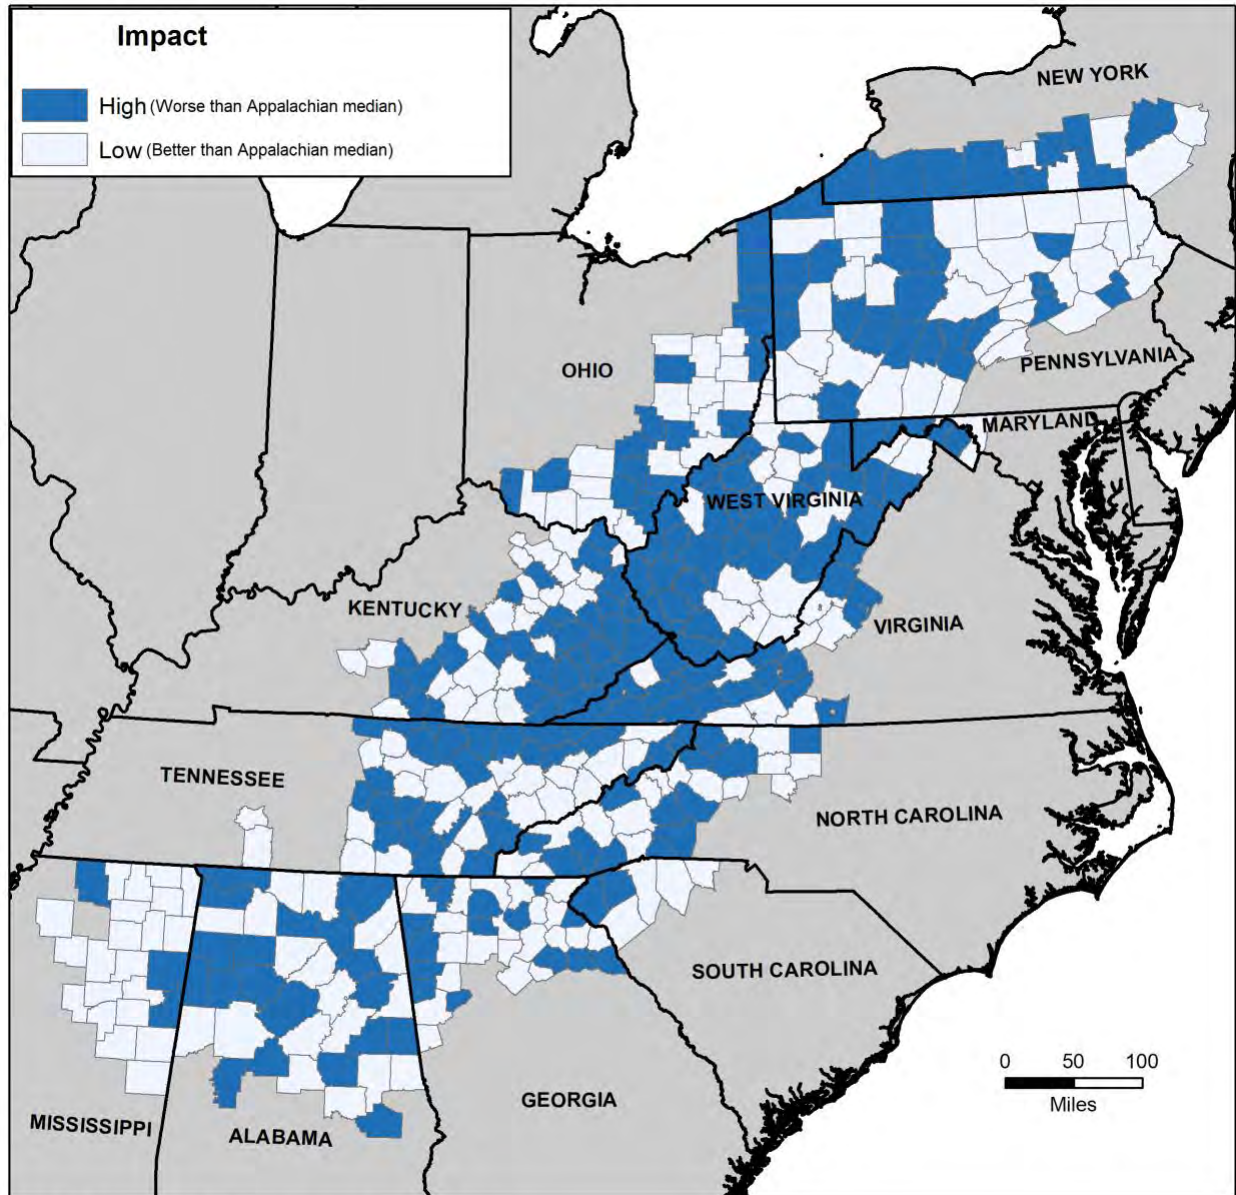 Impact
High (Worse than Appalachian median)
Low (Better than Appalachian median)
NEW YORK
PENNSYLVANIA
OHIO
MARYLAND
WEST VIRGINIA
KENTUCKY
VIRGINIA
TENNESSEE
NORTH CAROLINA
SOUTH CAROLINA
0 50 100
Miles
GEORGIA
MISSISSIPPI
ALABAMA